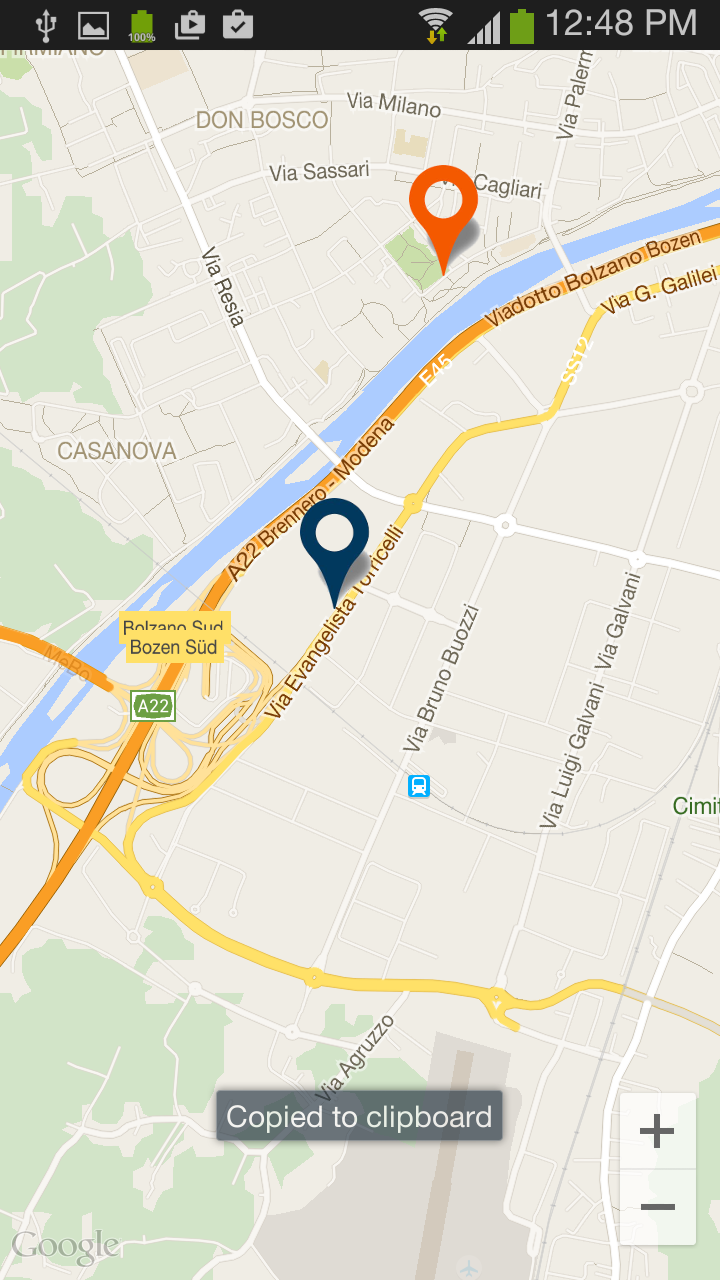 100%
12:48 PM
FIRMIANO
DON BOSCO
Via Milano
Via Palerm
Via Sassari
Cagliari
Via Resia
Viadotto Bolzano Bozen
Via G. Galilei
E45
SS12
CASANOVA
A22 Brennero - Modena
Via Evangelista Torricelli
Bolzano Sud
Bozen Süd
MeBo
A22
Via Bruno Buozzi
Via Galvani
Via Luigi Galvani
Cimit
Via Agruzzo
Copied to clipboard
+
−
Google